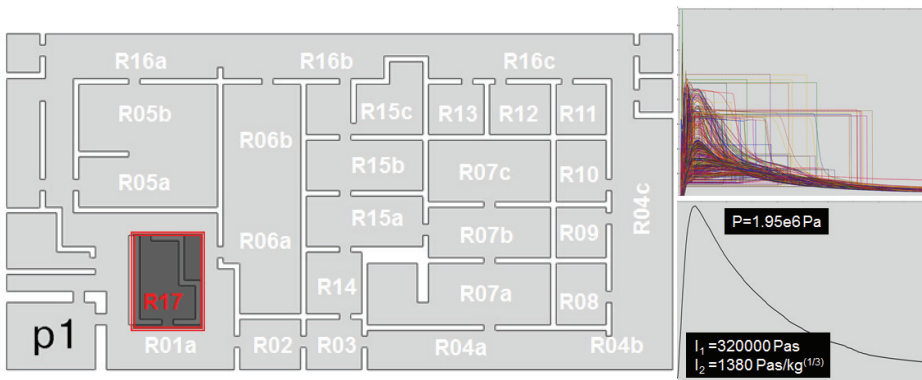 R16a R16b R16c
R05b R15c R13 R12 R11
R06b
R15b R07c R10
R05a
R15a R04c
R06a R07b R09
R17 R14 R07a R08
p1 R01a R02 R03 R04a R04b
P=1.95e6 Pa
I₁ =320000 Pas
I₂ =1380 Pas/kg⁽¹/³⁾